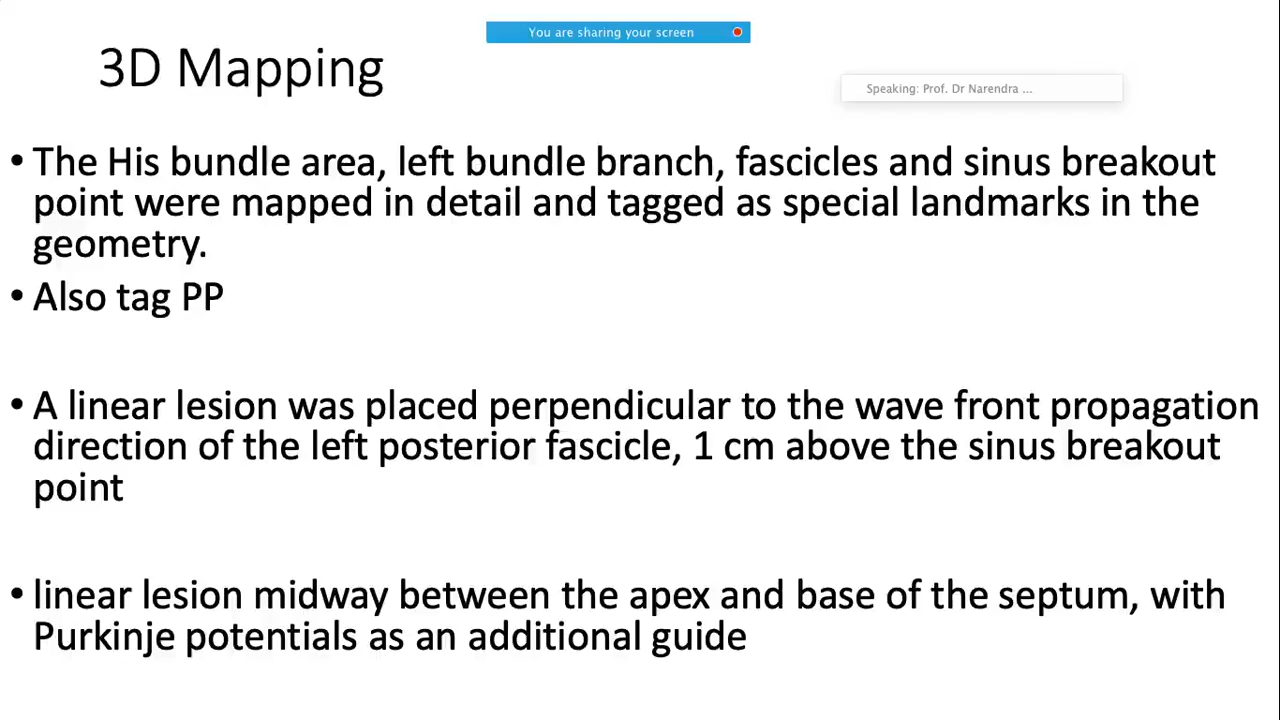 You are sharing your screen
3D Mapping
Speaking: Prof. Dr Narendra ...
• The His bundle area, left bundle branch, fascicles and sinus breakout
point were mapped in detail and tagged as special landmarks in the
geometry.
• Also tag PP
• A linear lesion was placed perpendicular to the wave front propagation
direction of the left posterior fascicle, 1 cm above the sinus breakout
point
• linear lesion midway between the apex and base of the septum, with
Purkinje potentials as an additional guide